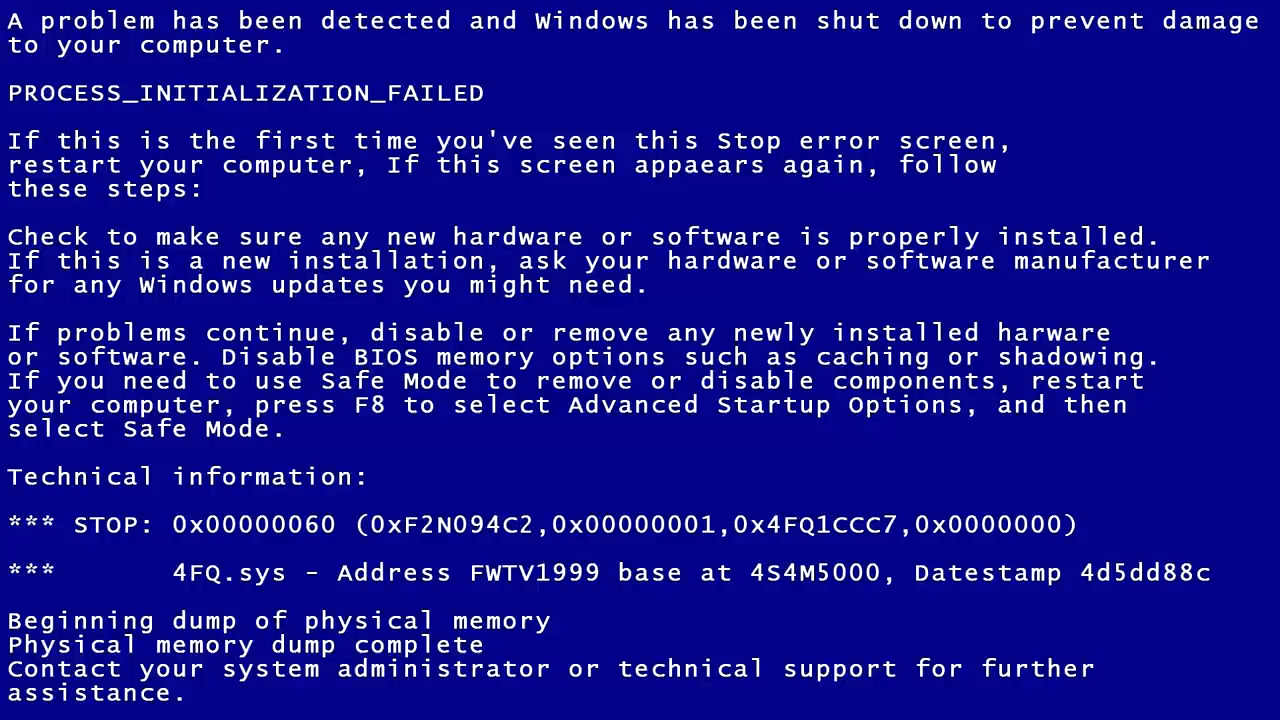 A problem has been detected and Windows has been shut down to prevent damage
to your computer.
PROCESS_INITIALIZATION_FAILED
If this is the first time you've seen this Stop error screen,
restart your computer, If this screen appaears again, follow
these steps:
Check to make sure any new hardware or software is properly installed.
If this is a new installation, ask your hardware or software manufacturer
for any Windows updates you might need.
If problems continue, disable or remove any newly installed harware
or software. Disable BIOS memory options such as caching or shadowing.
If you need to use Safe Mode to remove or disable components, restart
your computer, press F8 to select Advanced Startup Options, and then
select Safe Mode.
Technical information:
*** STOP: 0x00000060 (0xF2N094C2,0x00000001,0x4FQ1CCC7,0x0000000)
*** 4FQ.sys – Address FWTV1999 base at 4S4M5000, Datestamp 4d5dd88c
Beginning dump of physical memory
Physical memory dump complete
Contact your system administrator or technical support for further
assistance.